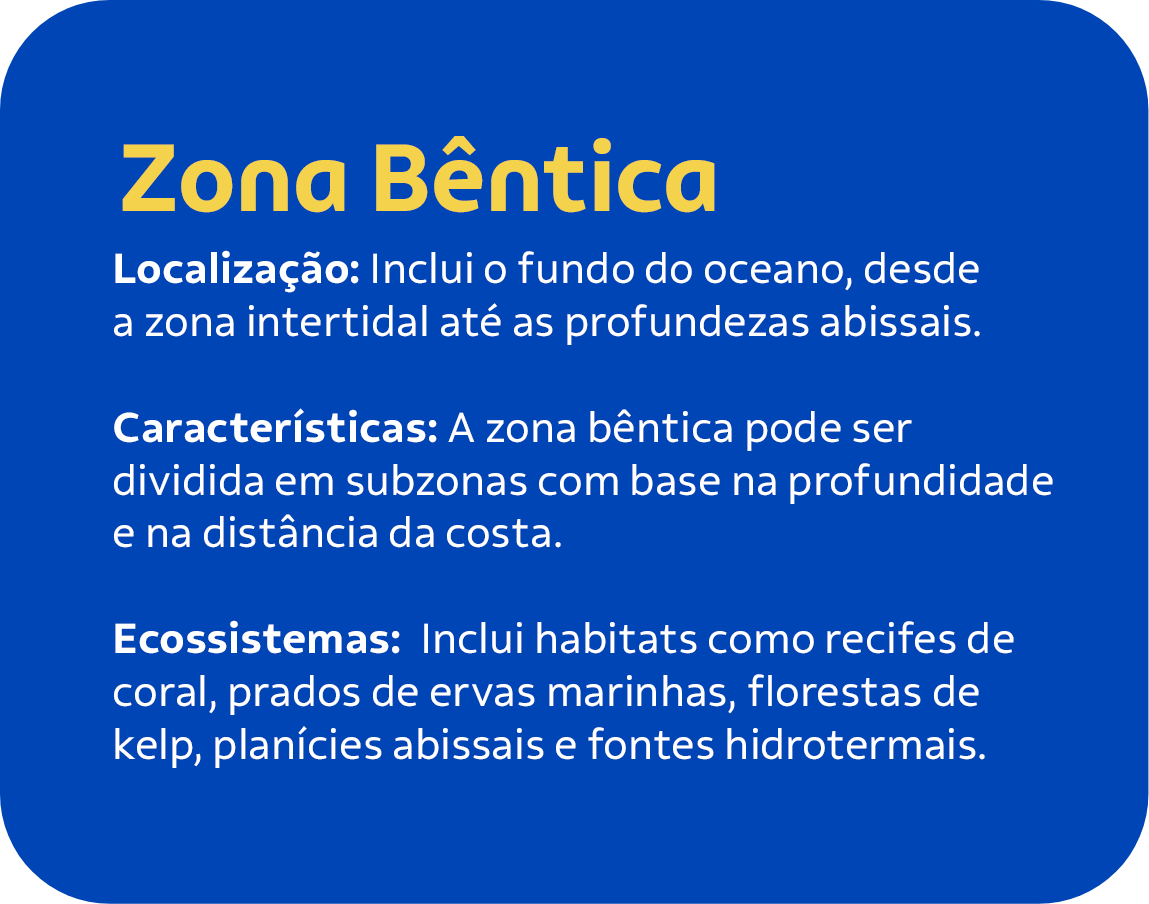 Zona Bêntica
Localização: Inclui o fundo do oceano, desde
a zona intertidal até as profundezas abissais.
Características: A zona bêntica pode ser
dividida em subzonas com base na profundidade
e na distância da costa.
Ecossistemas: Inclui habitats como recifes de
coral, prados de ervas marinhas, florestas de
kelp, planícies abissais e fontes hidrotermais.